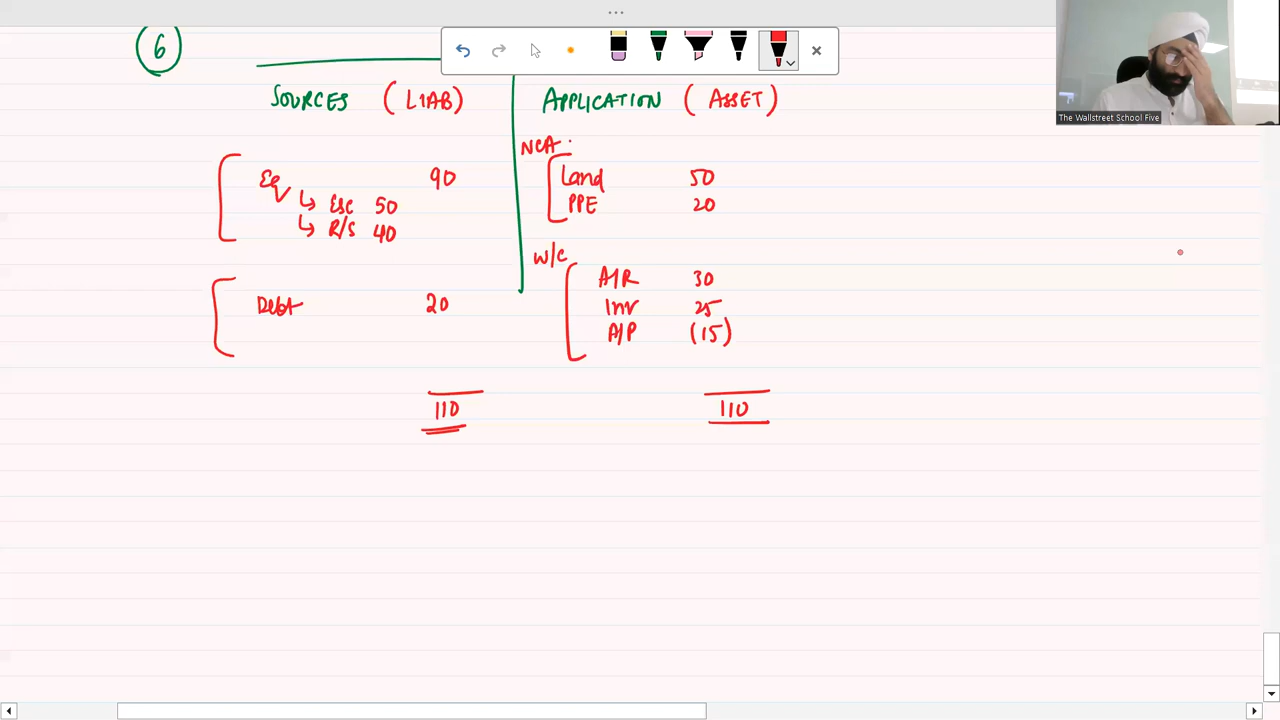 6
SOURCES (LIAB)
APPLICATION (ASSET)
Eq 90
↳ Esc 50
↳ R/S 40
Debt 20
110
NCA:
Land 50
PPE 20
W/C
A/R 30
Inv 25
A/P (15)
110
The Wallstreet School Five